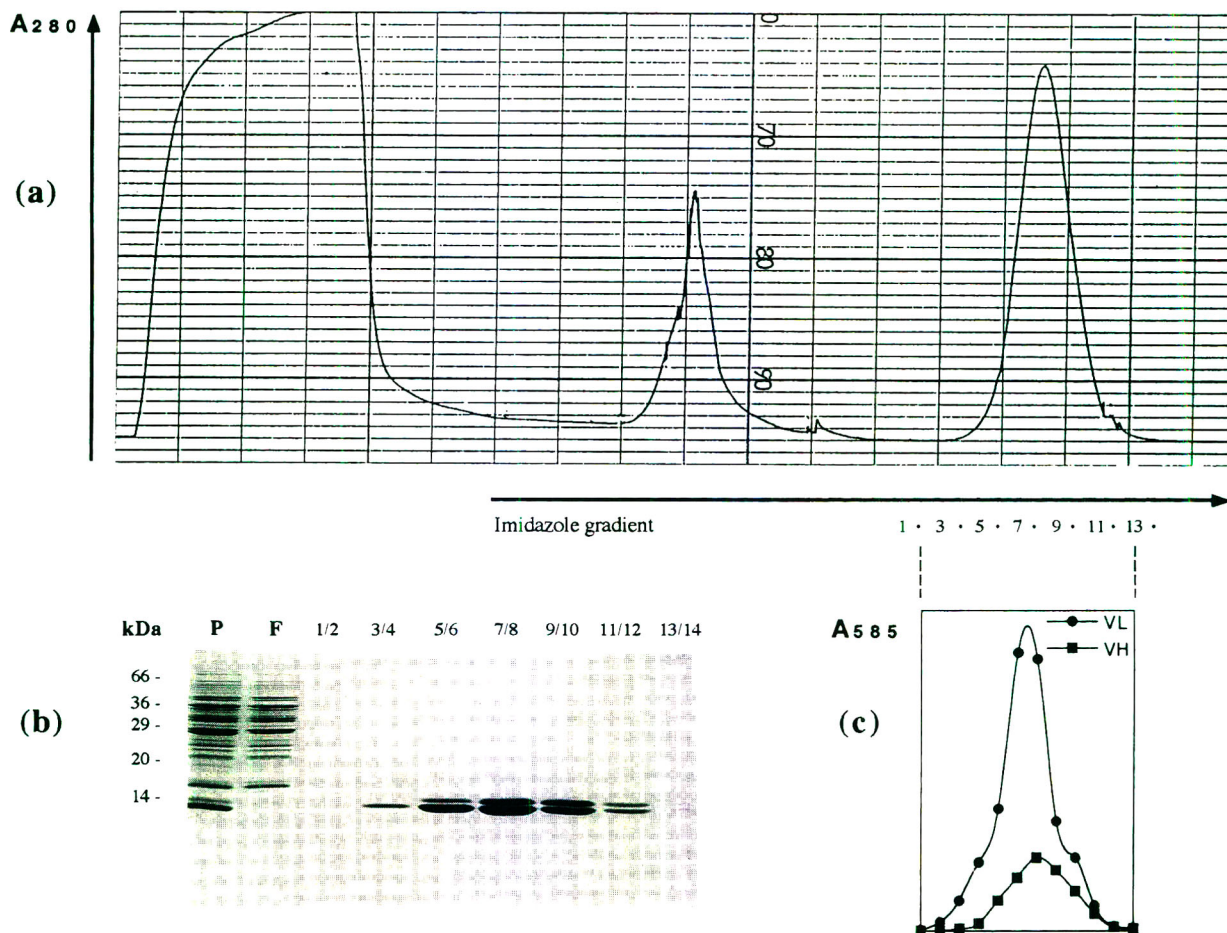 A280
(a)
0
70
80
90
Imidazole gradient
1 • 3 • 5 • 7 • 9 • 11 • 13 •
kDa P F 1/2 3/4 5/6 7/8 9/10 11/12 13/14
66 -
36 -
29 -
20 -
14 -
(b)
A585
VL
VH
(c)